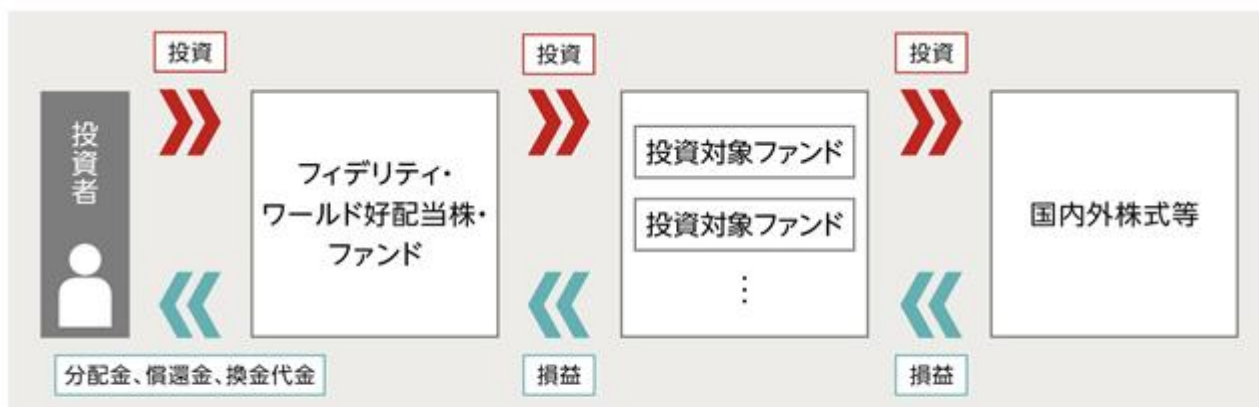 投資
投資
投資
投資者
フィデリティ・
ワールド好配当株・
ファンド
投資対象ファンド
投資対象ファンド
⋮
国内外株式等
分配金、償還金、換金代金
損益
損益